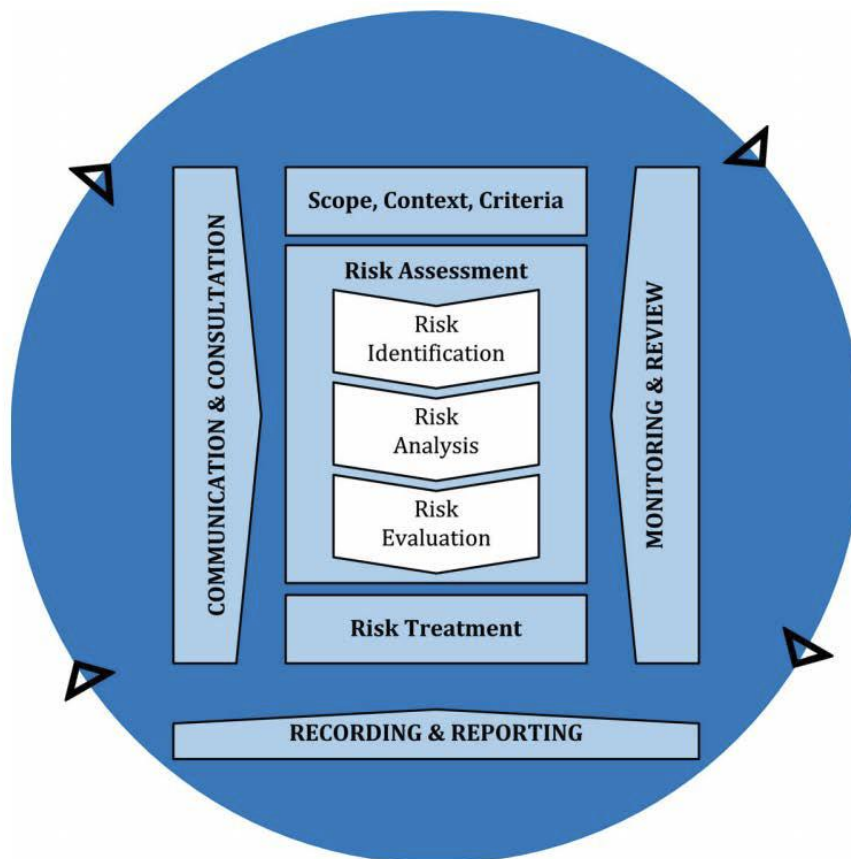 Scope, Context, Criteria
Risk Assessment
Risk
Identification
Risk
Analysis
Risk
Evaluation
Risk Treatment
COMMUNICATION & CONSULTATION
MONITORING & REVIEW
RECORDING & REPORTING